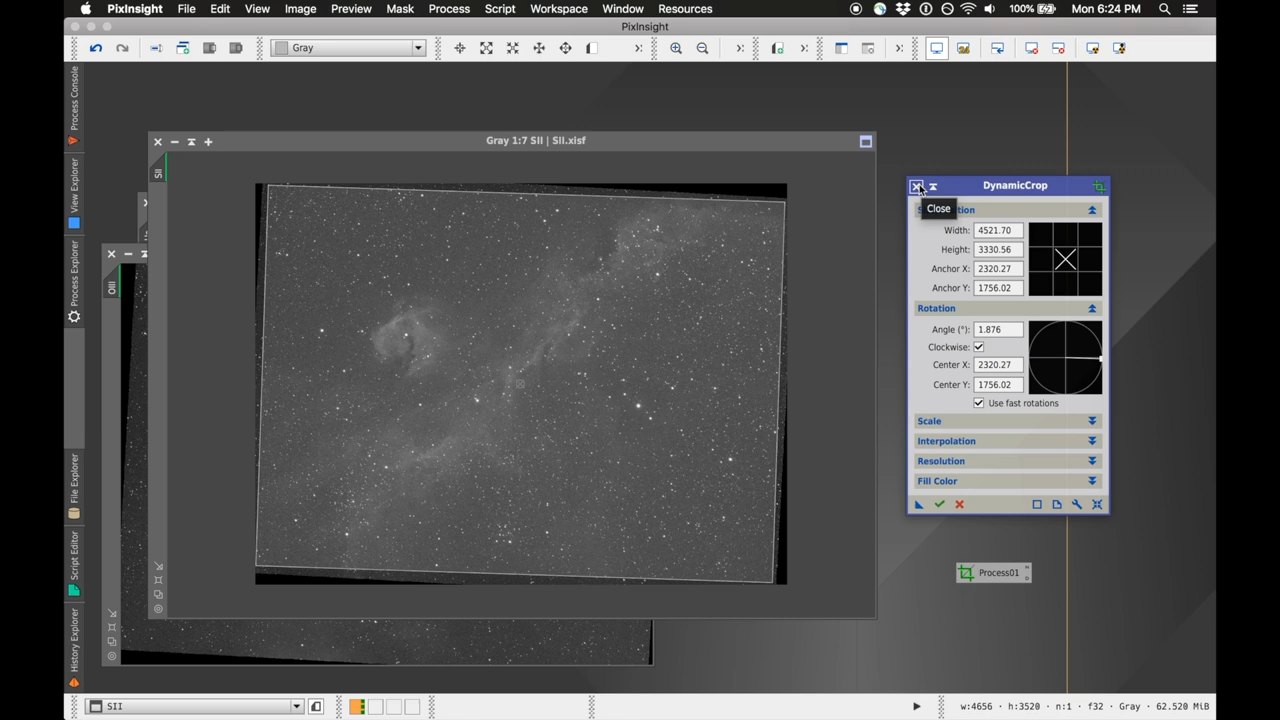 PixInsight File Edit View Image Preview Mask Process Script Workspace Window Resources 100% Mon 6:24 PM
PixInsight
Gray
Process Console
View Explorer
Process Explorer
File Explorer
Script Editor
History Explorer
Gray 1:7 SII | SII.xisf
SII
OIII
DynamicCrop
Close
Width: 4521.70
Height: 3330.56
Anchor X: 2320.27
Anchor Y: 1756.02
Rotation
Angle (°): 1.876
Clockwise:
Center X: 2320.27
Center Y: 1756.02
Use fast rotations
Scale
Interpolation
Resolution
Fill Color
Process01
SII
w:4656 · h:3520 · n:1 · f32 · Gray · 62.520 MiB